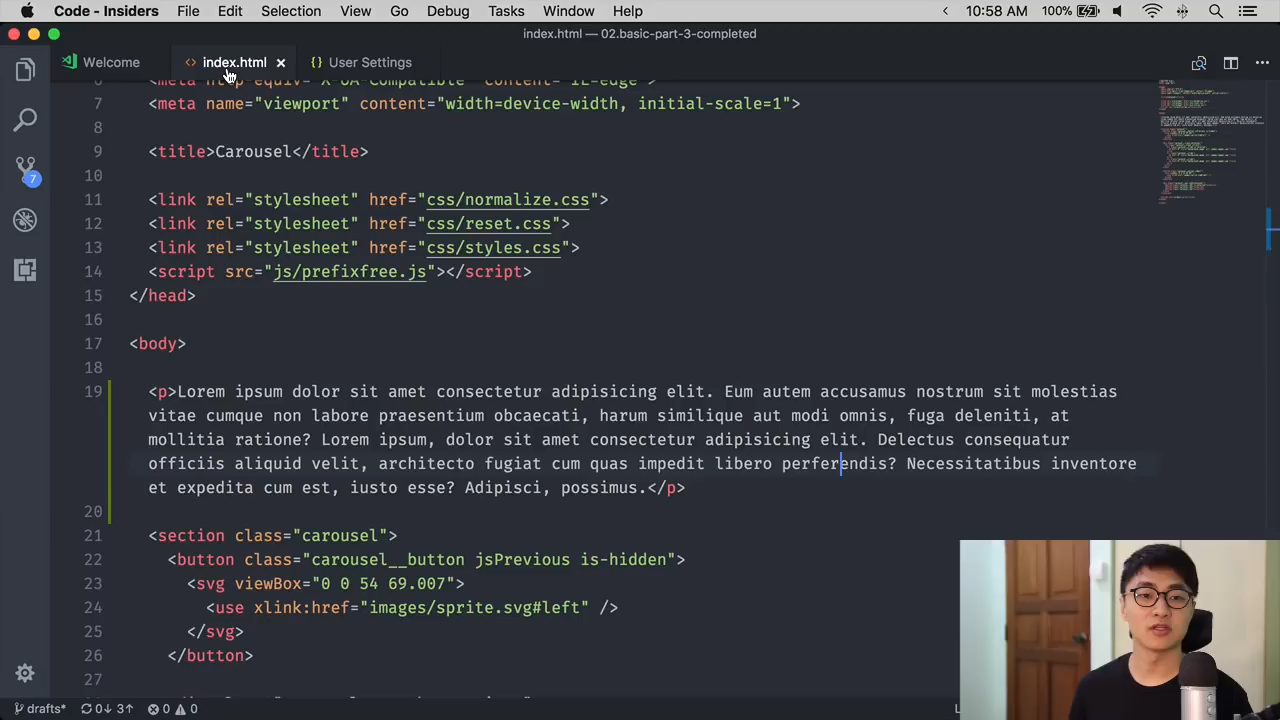 Code - Insiders File Edit Selection View Go Debug Tasks Window Help 10:58 AM 100%
index.html — 02.basic-part-3-completed
Welcome <> index.html × {} User Settings
6 <meta http-equiv="X-UA-Compatible" content="IE=edge">
7 <meta name="viewport" content="width=device-width, initial-scale=1">
8
9 <title>Carousel</title>
10
11 <link rel="stylesheet" href="css/normalize.css">
12 <link rel="stylesheet" href="css/reset.css">
13 <link rel="stylesheet" href="css/styles.css">
14 <script src="js/prefixfree.js"></script>
15 </head>
16
17 <body>
18
19 <p>Lorem ipsum dolor sit amet consectetur adipisicing elit. Eum autem accusamus nostrum sit molestias
vitae cumque non labore praesentium obcaecati, harum similique aut modi omnis, fuga deleniti, at
mollitia ratione? Lorem ipsum, dolor sit amet consectetur adipisicing elit. Delectus consequatur
officiis aliquid velit, architecto fugiat cum quas impedit libero perferendis? Necessitatibus inventore
et expedita cum est, iusto esse? Adipisci, possimus.</p>
20
21 <section class="carousel">
22 <button class="carousel__button jsPrevious is-hidden">
23 <svg viewBox="0 0 54 69.007">
24 <use xlink:href="images/sprite.svg#left" />
25 </svg>
26 </button>
27
7
drafts* 0↓ 3↑ 0 0